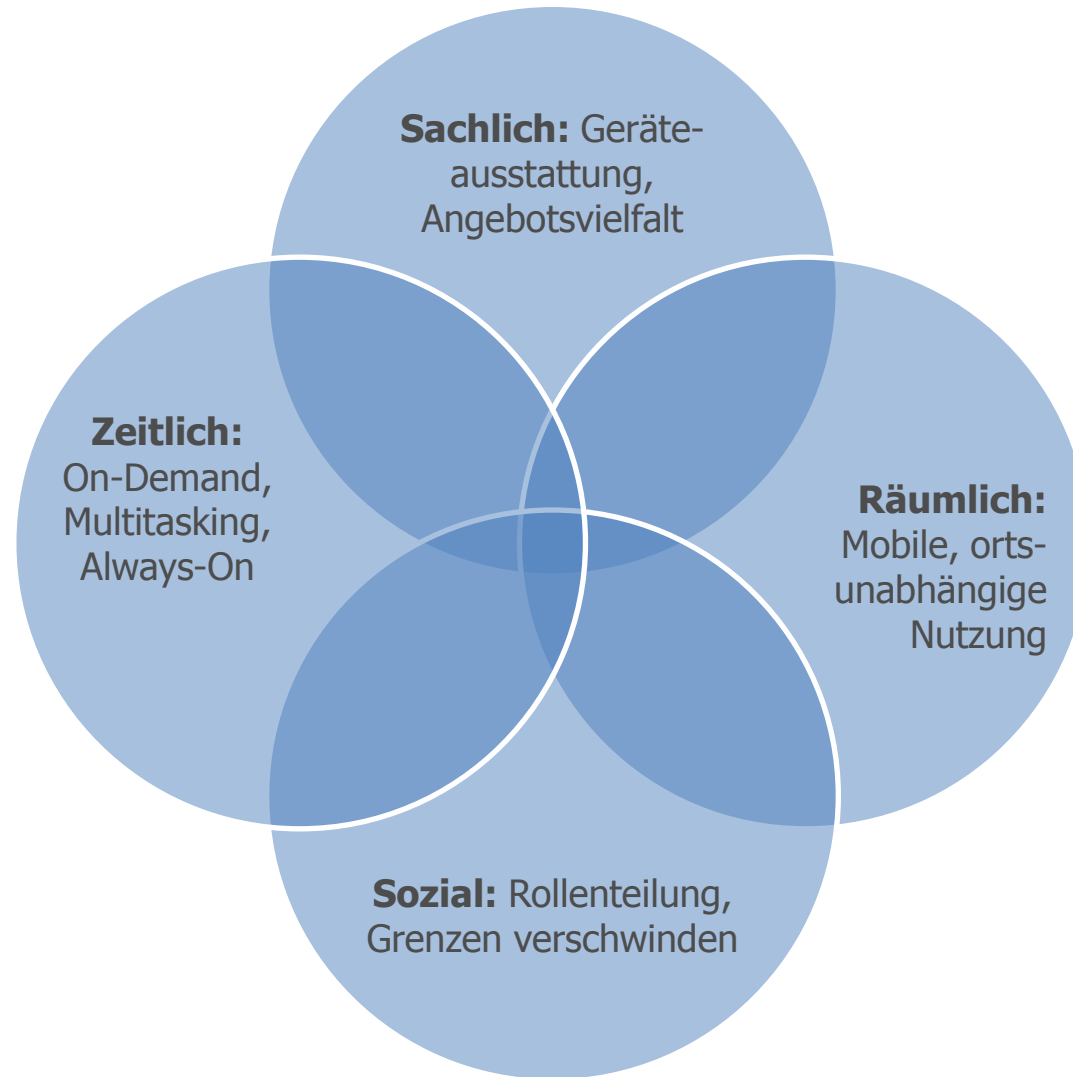 Sachlich: Geräte-
ausstattung,
Angebotsvielfalt
Zeitlich:
On-Demand,
Multitasking,
Always-On
Räumlich:
Mobile, orts-
unabhängige
Nutzung
Sozial: Rollenteilung,
Grenzen verschwinden